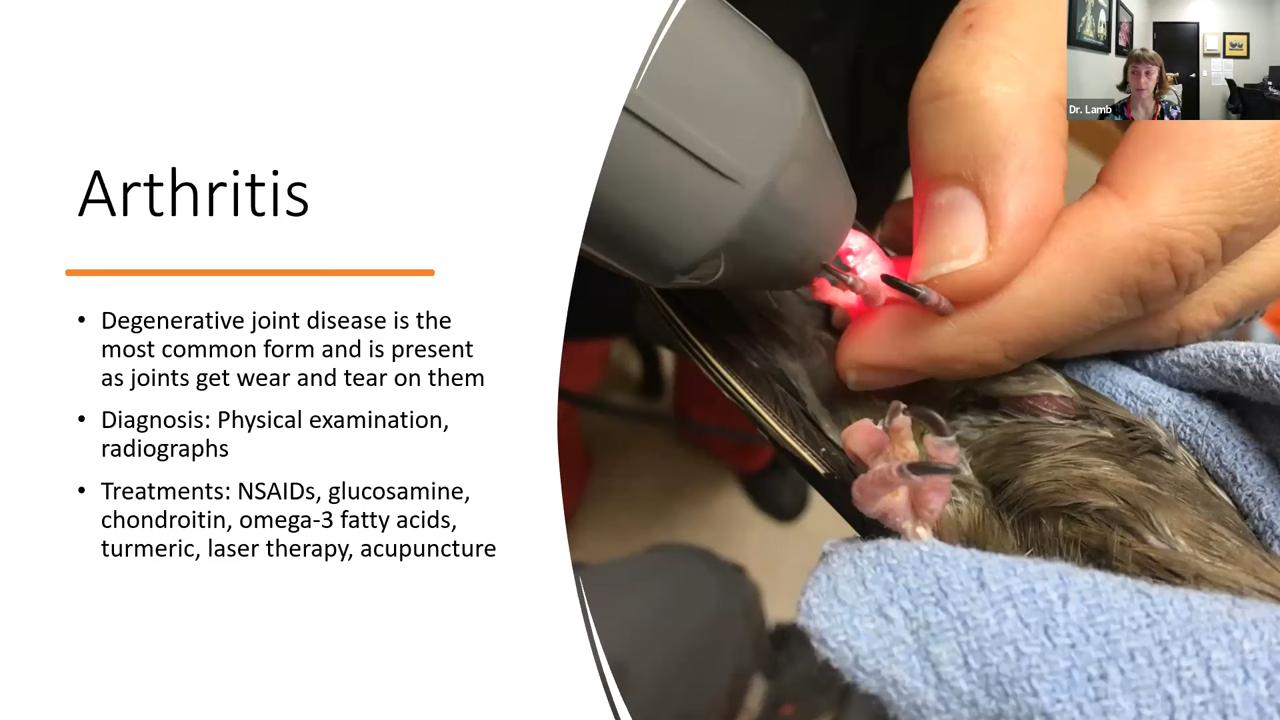 Dr. Lamb
Arthritis
• Degenerative joint disease is the
most common form and is present
as joints get wear and tear on them
• Diagnosis: Physical examination,
radiographs
• Treatments: NSAIDs, glucosamine,
chondroitin, omega-3 fatty acids,
turmeric, laser therapy, acupuncture